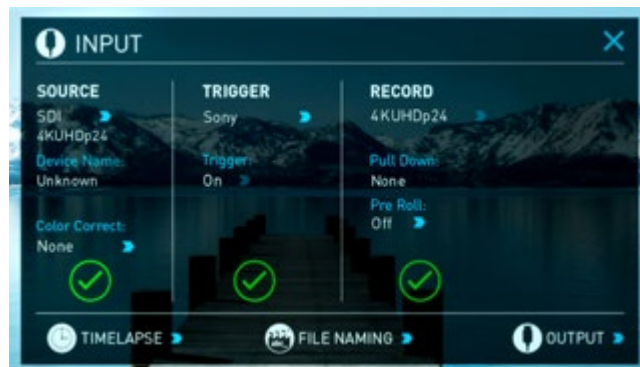 INPUT
SOURCE
SDI
4KUHDp24
Device Name:
Unknown
Color Correct:
None
TRIGGER
Sony
Trigger:
On
RECORD
4KUHDp24
Pull Down:
None
Pre Roll:
Off
TIMELAPSE
FILE NAMING
OUTPUT